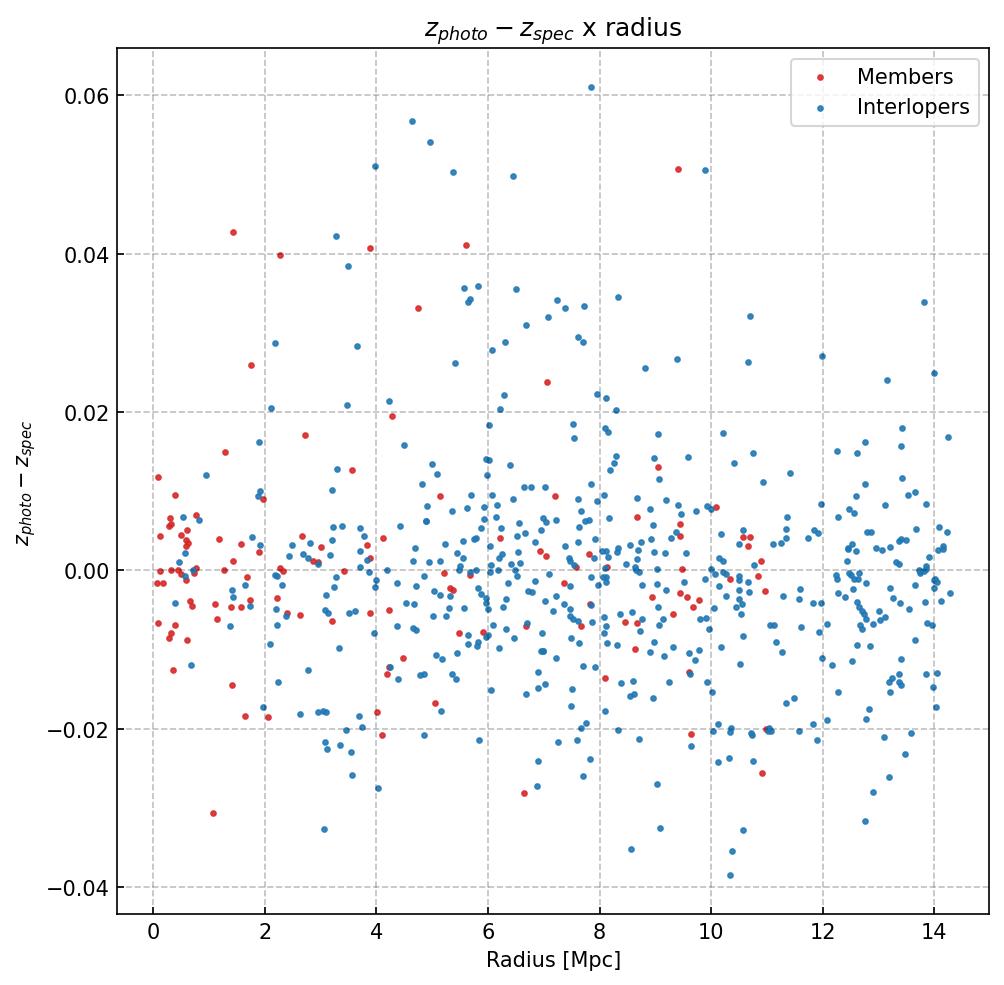 z_photo − z_spec x radius
Members
Interlopers
0.06
0.04
0.02
0.00
−0.02
−0.04
z_photo − z_spec
0 2 4 6 8 10 12 14
Radius [Mpc]